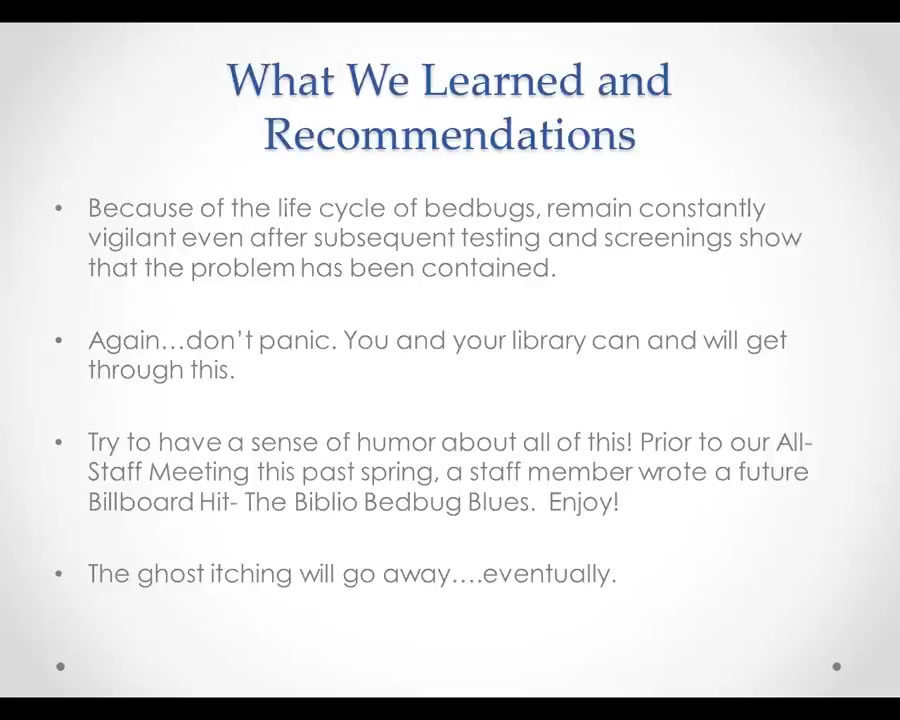 What We Learned and
Recommendations
• Because of the life cycle of bedbugs, remain constantly
vigilant even after subsequent testing and screenings show
that the problem has been contained.
• Again…don't panic. You and your library can and will get
through this.
• Try to have a sense of humor about all of this! Prior to our All-
Staff Meeting this past spring, a staff member wrote a future
Billboard Hit- The Biblio Bedbug Blues.  Enjoy!
• The ghost itching will go away….eventually.